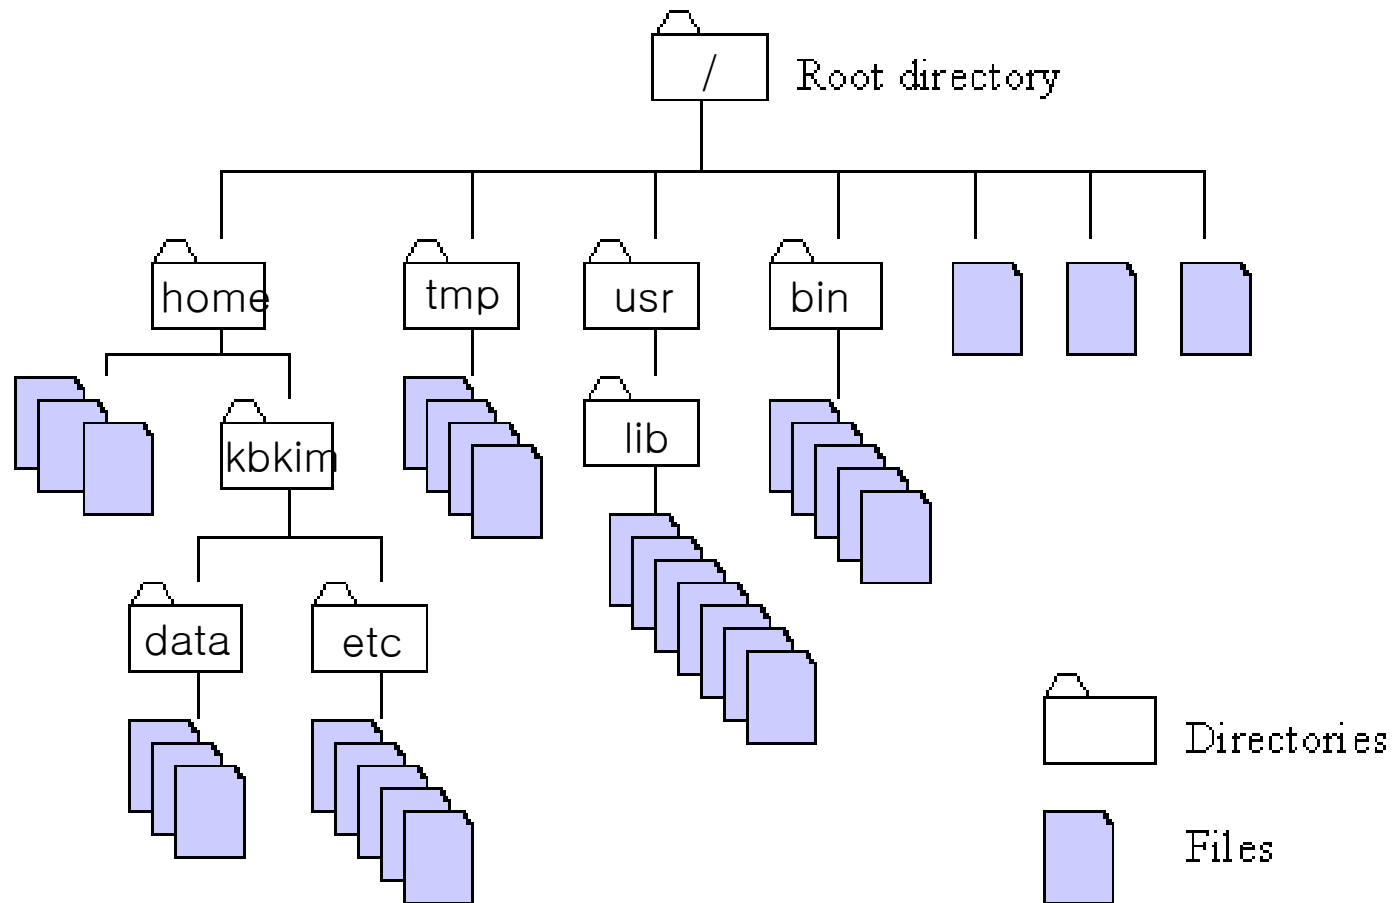 /
Root directory
home
tmp
usr
bin
kbkim
lib
data
etc
Directories
Files